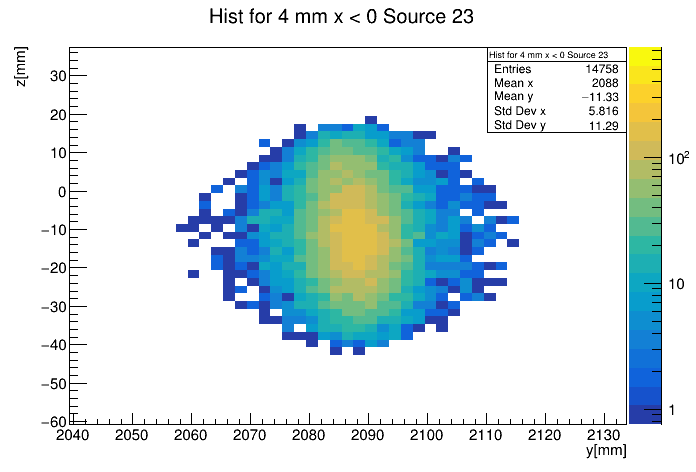 Hist for 4 mm x < 0 Source 23
z[mm]
Hist for 4 mm x < 0 Source 23
Entries 14758
Mean x 2088
Mean y −11.33
Std Dev x 5.816
Std Dev y 11.29
30
20
10
0
−10
−20
−30
−40
−50
−60
2040 2050 2060 2070 2080 2090 2100 2110 2120 2130
y[mm]
10²
10
1